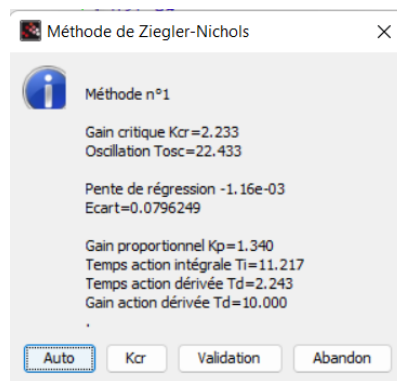 Méthode de Ziegler-Nichols
Méthode n°1
Gain critique Kcr=2.233
Oscillation Tosc=22.433
Pente de régression -1.16e-03
Ecart=0.0796249
Gain proportionnel Kp=1.340
Temps action intégrale Ti=11.217
Temps action dérivée Td=2.243
Gain action dérivée Td=10.000
.
Auto Kcr Validation Abandon